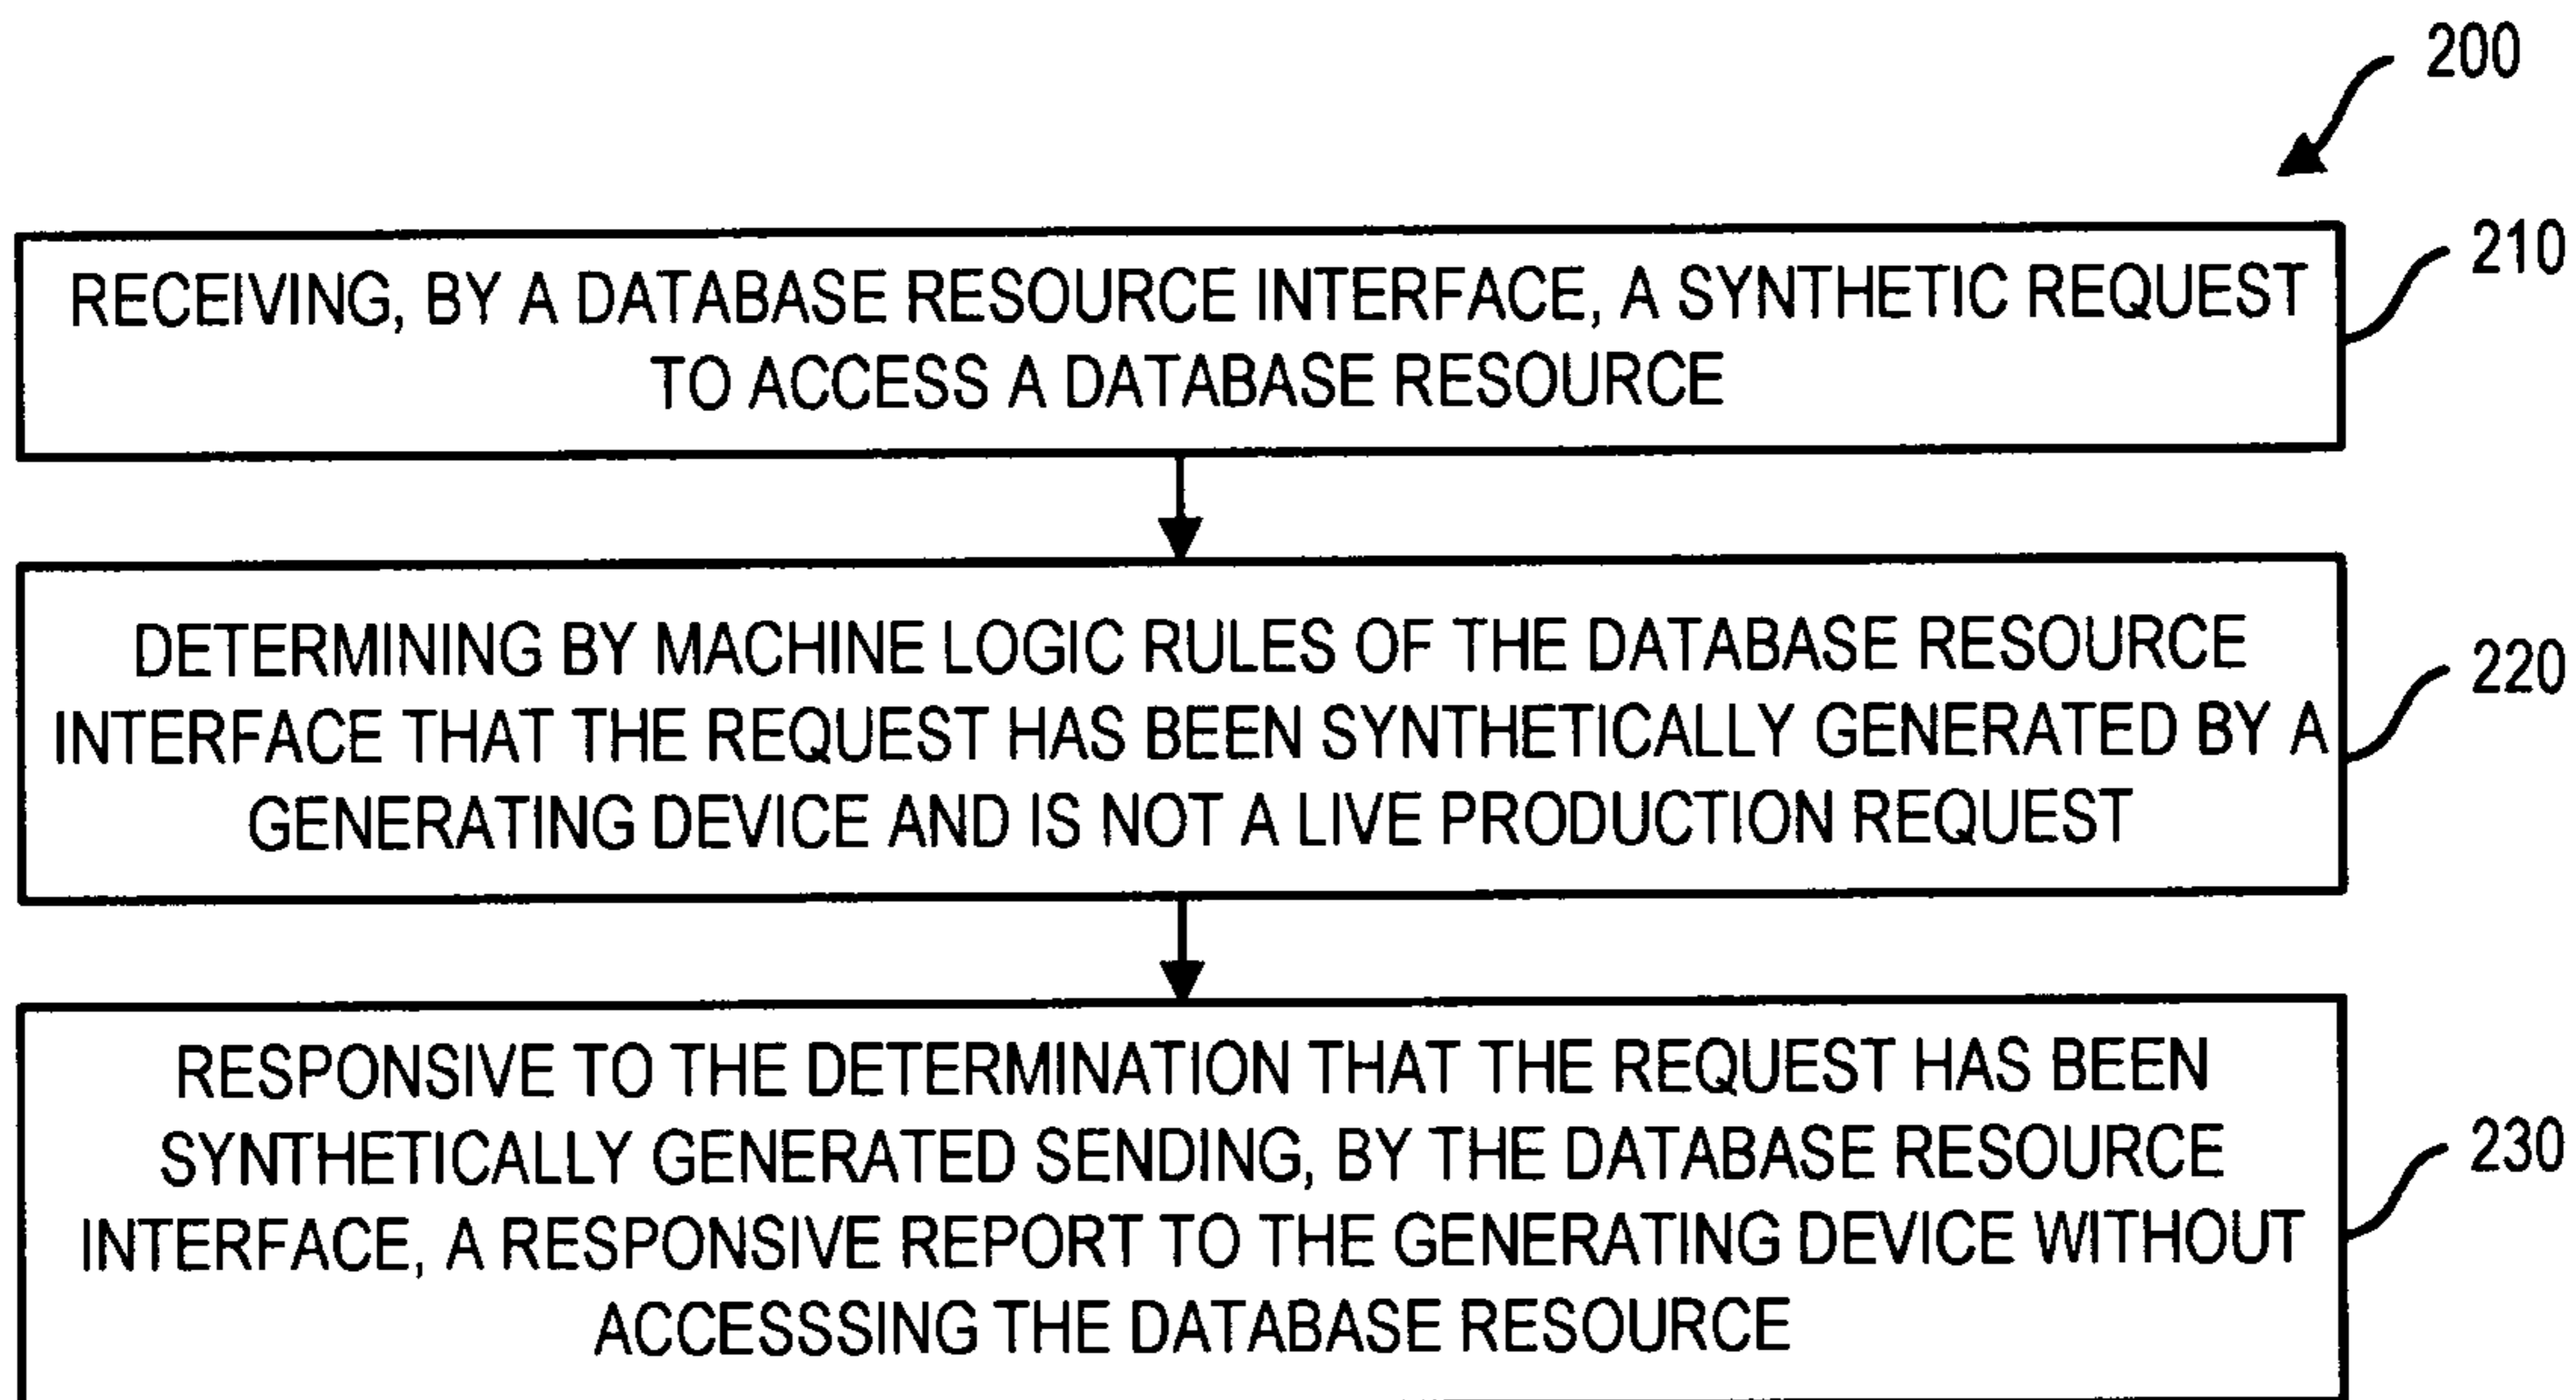 200
210
RECEIVING, BY A DATABASE RESOURCE INTERFACE, A SYNTHETIC REQUEST
TO ACCESS A DATABASE RESOURCE
220
DETERMINING BY MACHINE LOGIC RULES OF THE DATABASE RESOURCE
INTERFACE THAT THE REQUEST HAS BEEN SYNTHETICALLY GENERATED BY A
GENERATING DEVICE AND IS NOT A LIVE PRODUCTION REQUEST
230
RESPONSIVE TO THE DETERMINATION THAT THE REQUEST HAS BEEN
SYNTHETICALLY GENERATED SENDING, BY THE DATABASE RESOURCE
INTERFACE, A RESPONSIVE REPORT TO THE GENERATING DEVICE WITHOUT
ACCESSSING THE DATABASE RESOURCE